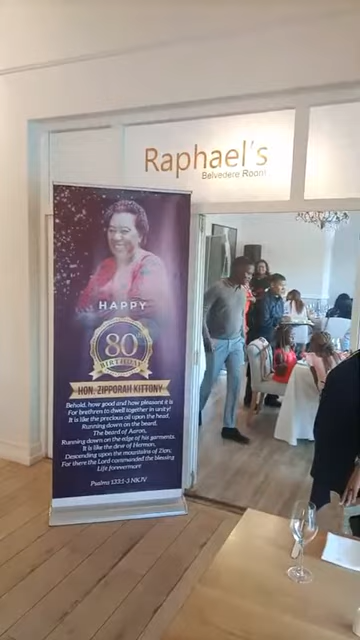 Raphael's
Belvedere Room
HAPPY
80
BIRTHDAY
HON. ZIPPORAH KITTONY
Behold, how good and how pleasant it is
For brethren to dwell together in unity!
It is like the precious oil upon the head,
Running down on the beard,
The beard of Aaron,
Running down on the edge of his garments.
It is like the dew of Hermon,
Descending upon the mountains of Zion;
For there the Lord commanded the blessing
Life forevermore
Psalms 133:1-3 NKJV